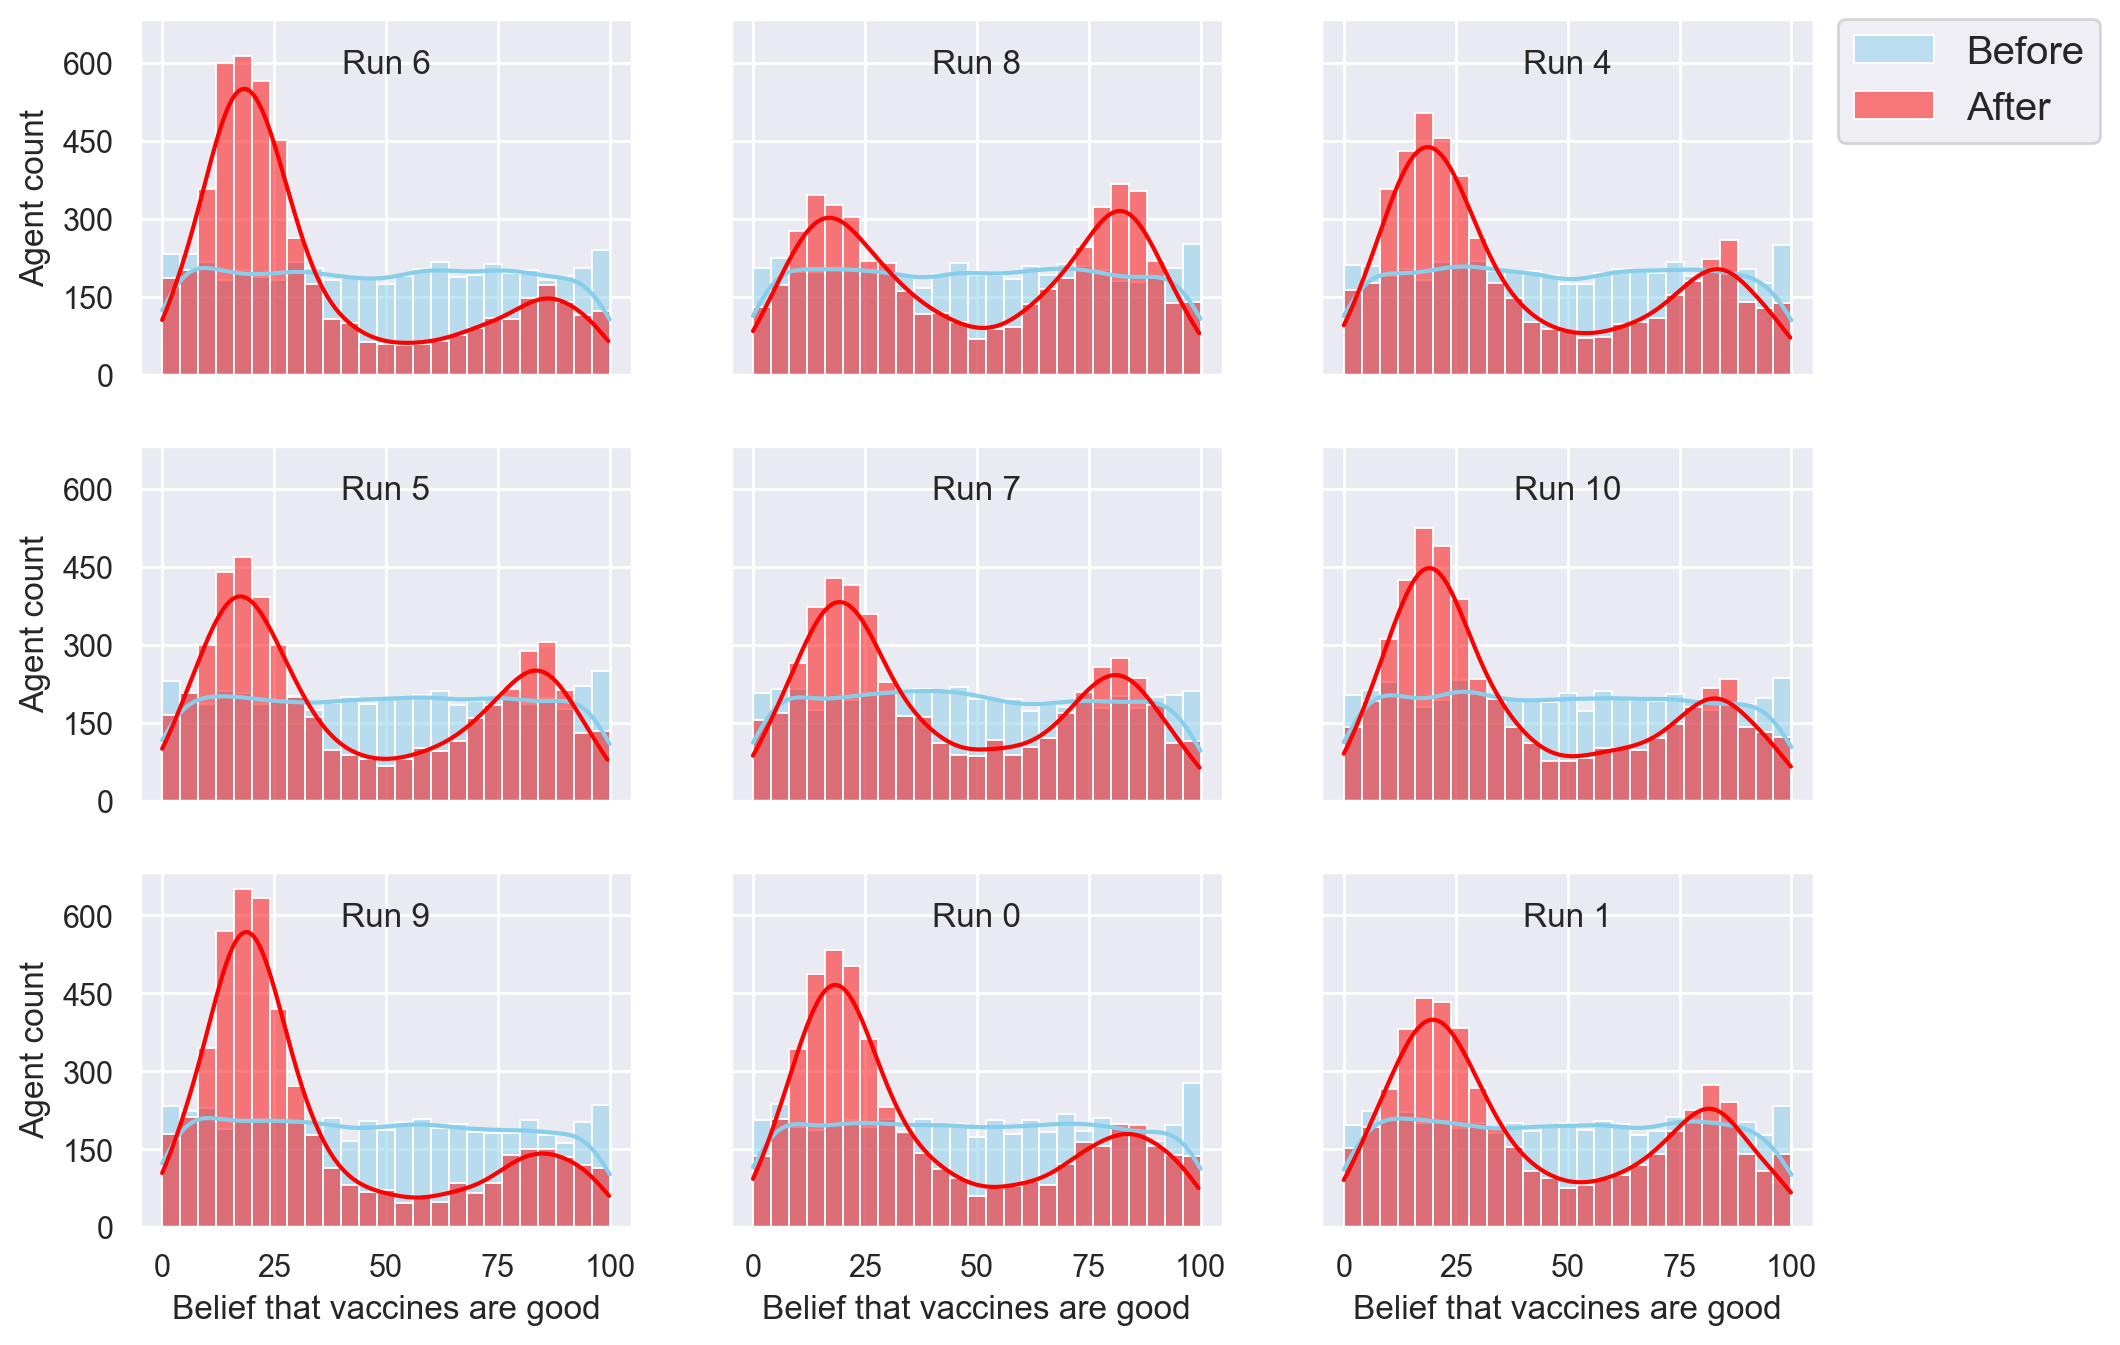 Run 6
Run 8
Run 4
Before
After
600
450
300
150
0
Agent count
Run 5
Run 7
Run 10
600
450
300
150
0
Agent count
Run 9
Run 0
Run 1
600
450
300
150
0
Agent count
0 25 50 75 100
0 25 50 75 100
0 25 50 75 100
Belief that vaccines are good
Belief that vaccines are good
Belief that vaccines are good